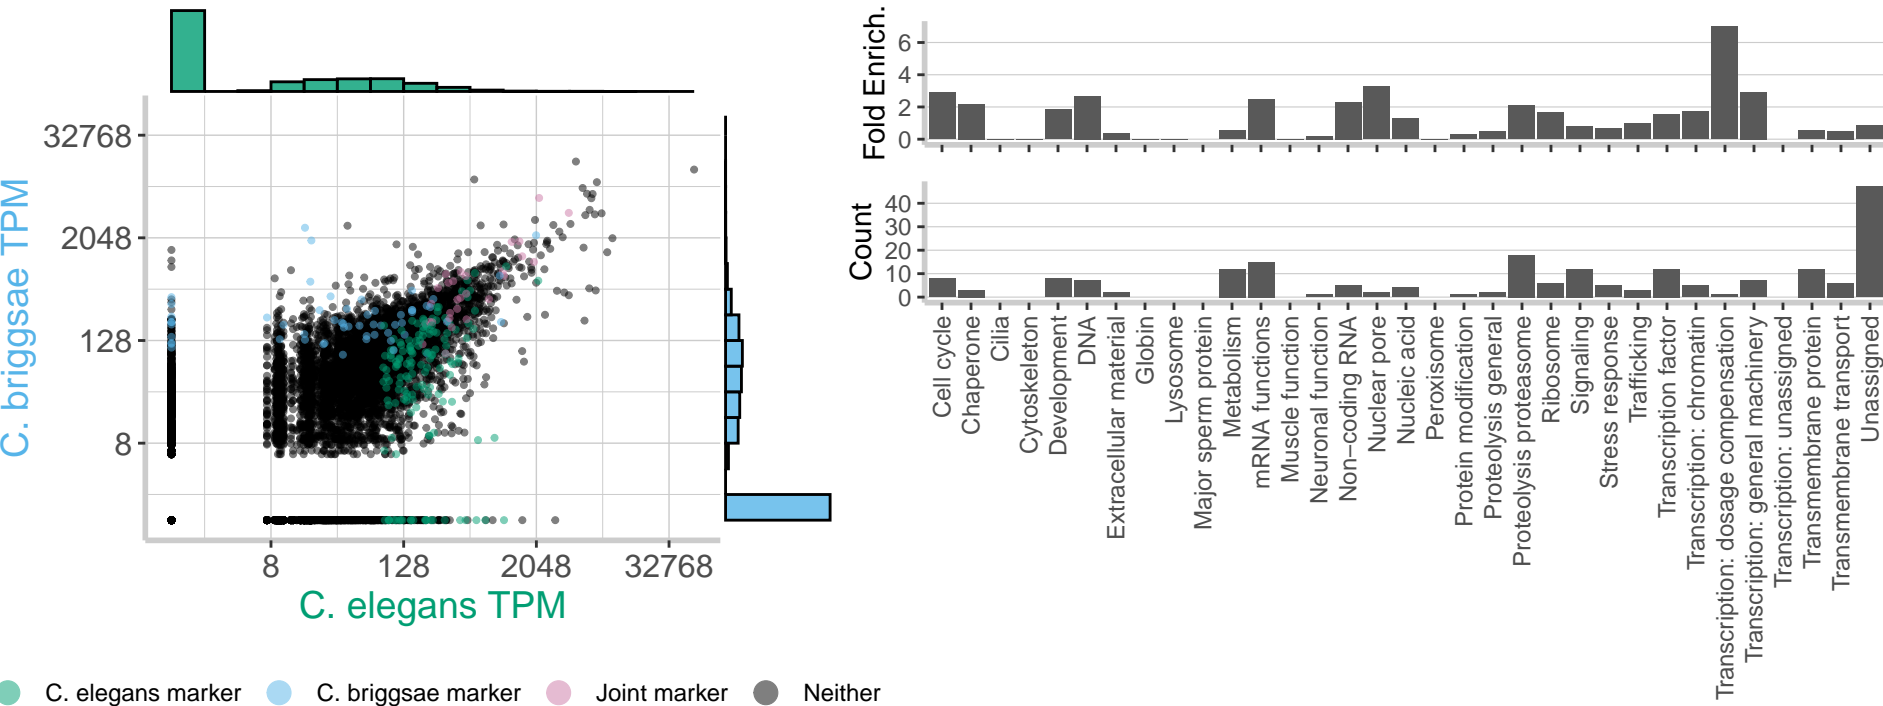 32768
2048
128
8
C. briggsae TPM
8
128
2048
32768
C. elegans TPM
C. elegans marker
C. briggsae marker
Joint marker
Neither
Fold Enrich.
6
4
2
0
Count
40
30
20
10
0
Cell cycle
Chaperone
Cilia
Cytoskeleton
Development
DNA
Extracellular material
Globin
Lysosome
Major sperm protein
Metabolism
mRNA functions
Muscle function
Neuronal function
Non−coding RNA
Nuclear pore
Nucleic acid
Peroxisome
Protein modification
Proteolysis general
Proteolysis proteasome
Ribosome
Signaling
Stress response
Trafficking
Transcription factor
Transcription: chromatin
Transcription: dosage compensation
Transcription: general machinery
Transcription: unassigned
Transmembrane protein
Transmembrane transport
Unassigned